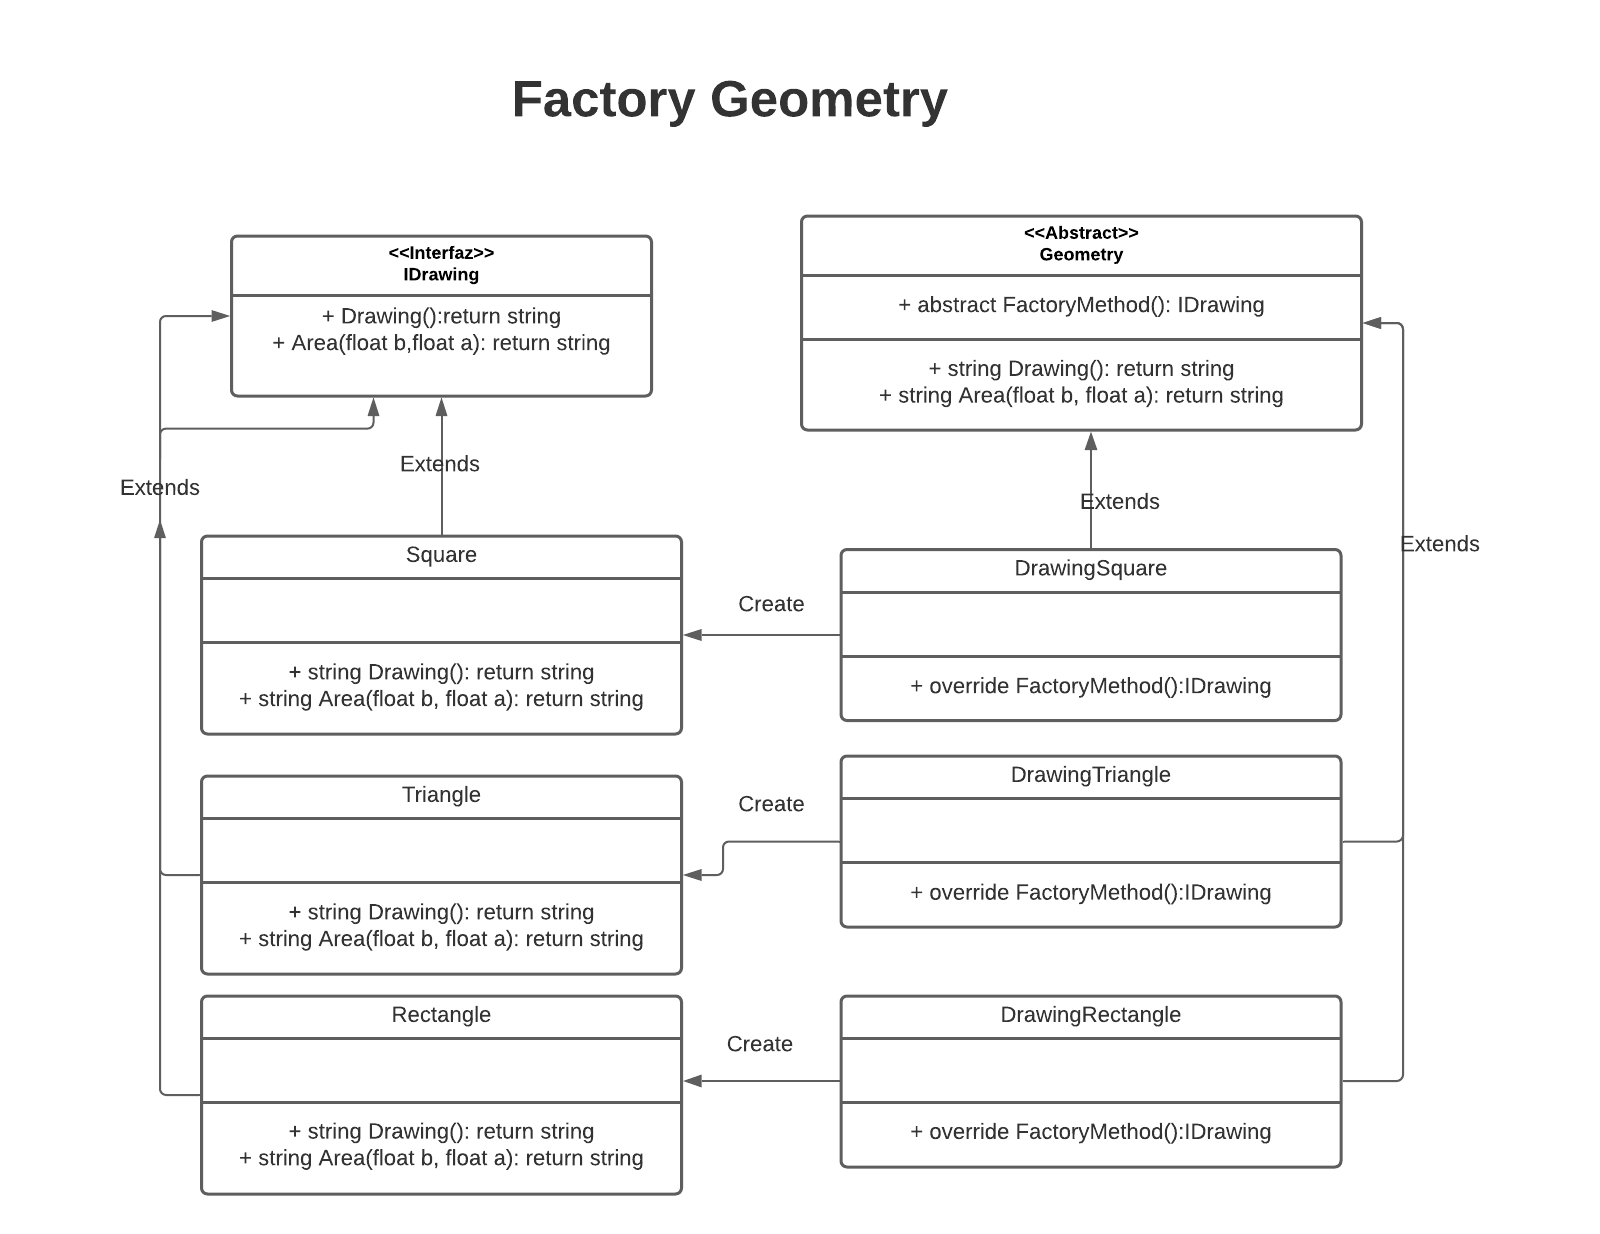 Factory Geometry
<<Interfaz>>
IDrawing
+ Drawing():return string
+ Area(float b,float a): return string
<<Abstract>>
Geometry
+ abstract FactoryMethod(): IDrawing
+ string Drawing(): return string
+ string Area(float b, float a): return string
Extends
Extends
Extends
Extends
Square
+ string Drawing(): return string
+ string Area(float b, float a): return string
Create
DrawingSquare
+ override FactoryMethod():IDrawing
Triangle
+ string Drawing(): return string
+ string Area(float b, float a): return string
Create
DrawingTriangle
+ override FactoryMethod():IDrawing
Rectangle
+ string Drawing(): return string
+ string Area(float b, float a): return string
Create
DrawingRectangle
+ override FactoryMethod():IDrawing